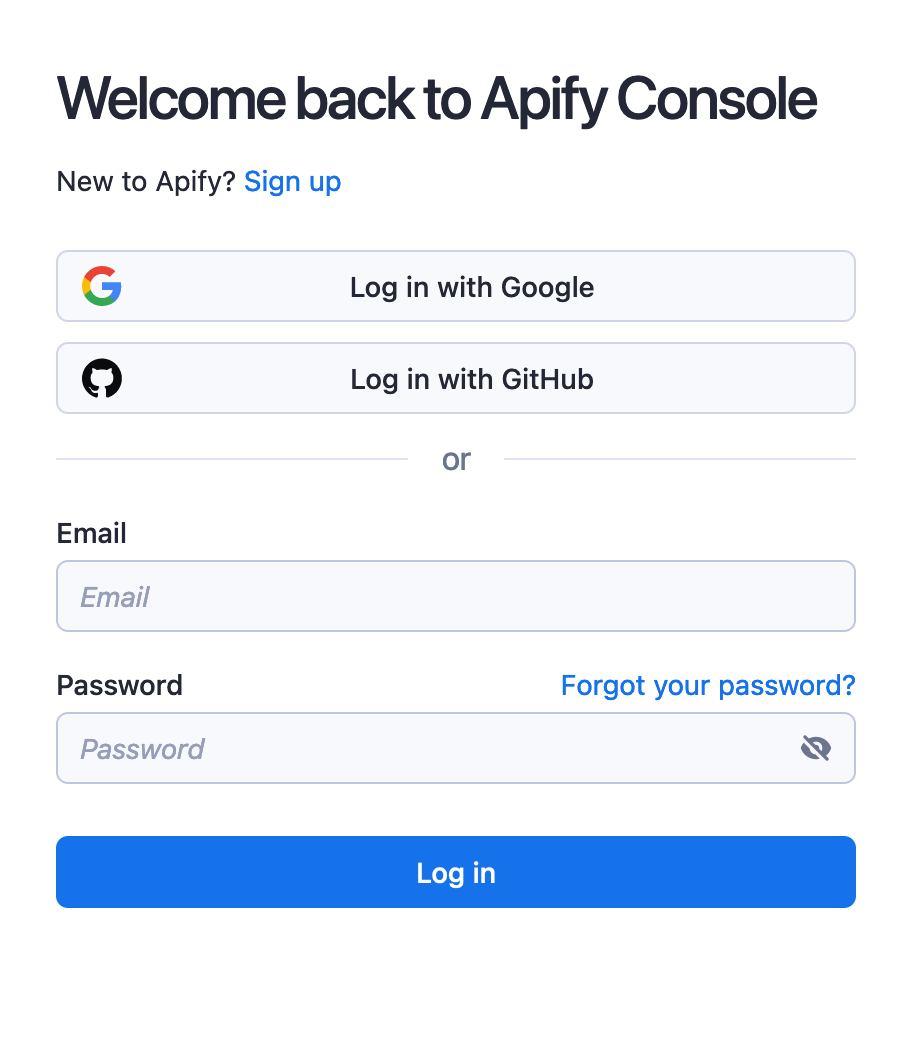 Welcome back to Apify Console
New to Apify? Sign up
Log in with Google
Log in with GitHub
or
Email
Email
Password Forgot your password?
Password
Log in